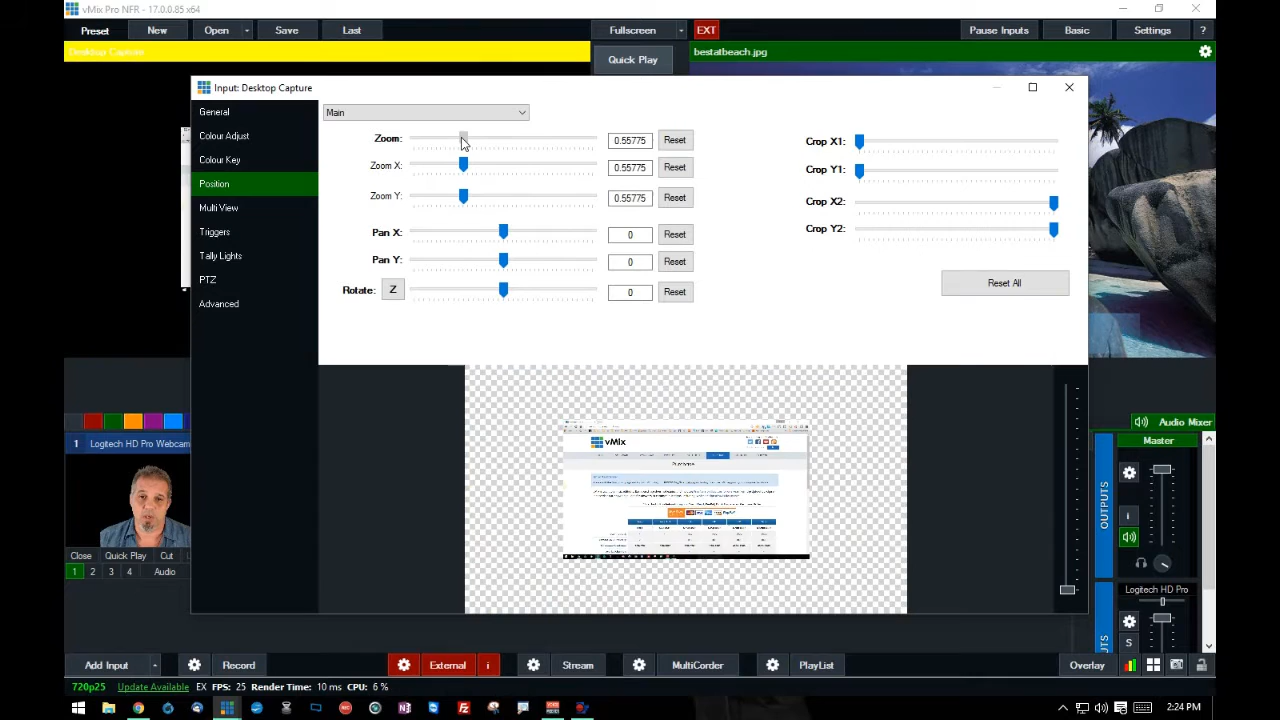 vMix Pro NFR - 17.0.0.85 x64
Preset New Open Save Last Fullscreen EXT Pause Inputs Basic Settings ?
Desktop Capture
Quick Play
bestatbeach.jpg
Input: Desktop Capture
General
Colour Adjust
Colour Key
Position
Multi View
Triggers
Tally Lights
PTZ
Advanced
Main
Zoom: 0.55775 Reset
Zoom X: 0.55775 Reset
Zoom Y: 0.55775 Reset
Pan X: 0 Reset
Pan Y: 0 Reset
Rotate: Z 0 Reset
Crop X1:
Crop Y1:
Crop X2:
Crop Y2:
Reset All
vMix
Purchase
1 Logitech HD Pro Webcam
Close Quick Play Cut
1 2 3 4 Audio
Audio Mixer
Master
OUTPUTS
i
Logitech HD Pro
S
Add Input Record External i Stream MultiCorder PlayList Overlay
720p25 Update Available EX FPS: 25 Render Time: 10 ms CPU: 6 %
2:24 PM